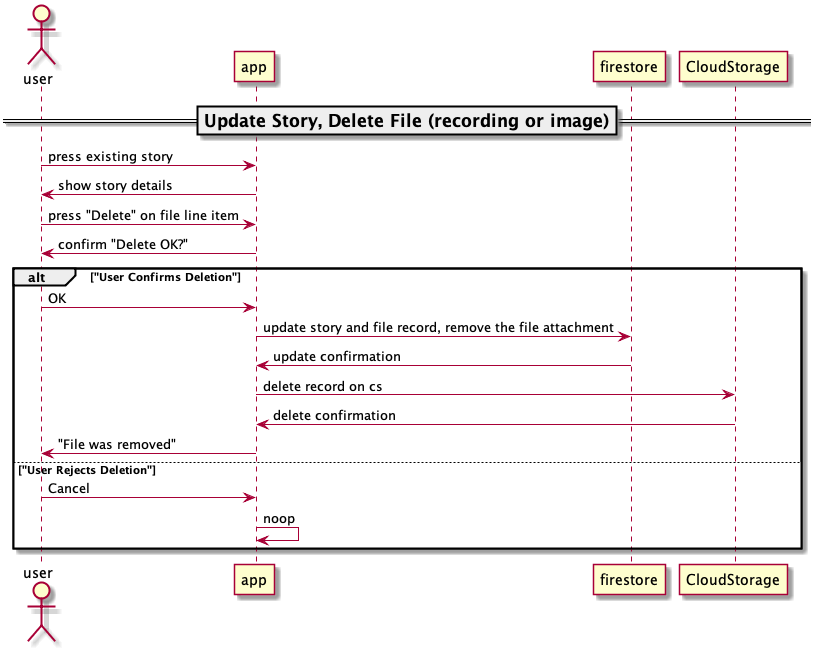 user
app
firestore
CloudStorage
Update Story, Delete File (recording or image)
press existing story
show story details
press "Delete" on file line item
confirm "Delete OK?"
alt
["User Confirms Deletion"]
OK
update story and file record, remove the file attachment
update confirmation
delete record on cs
delete confirmation
"File was removed"
["User Rejects Deletion"]
Cancel
noop
user
app
firestore
CloudStorage